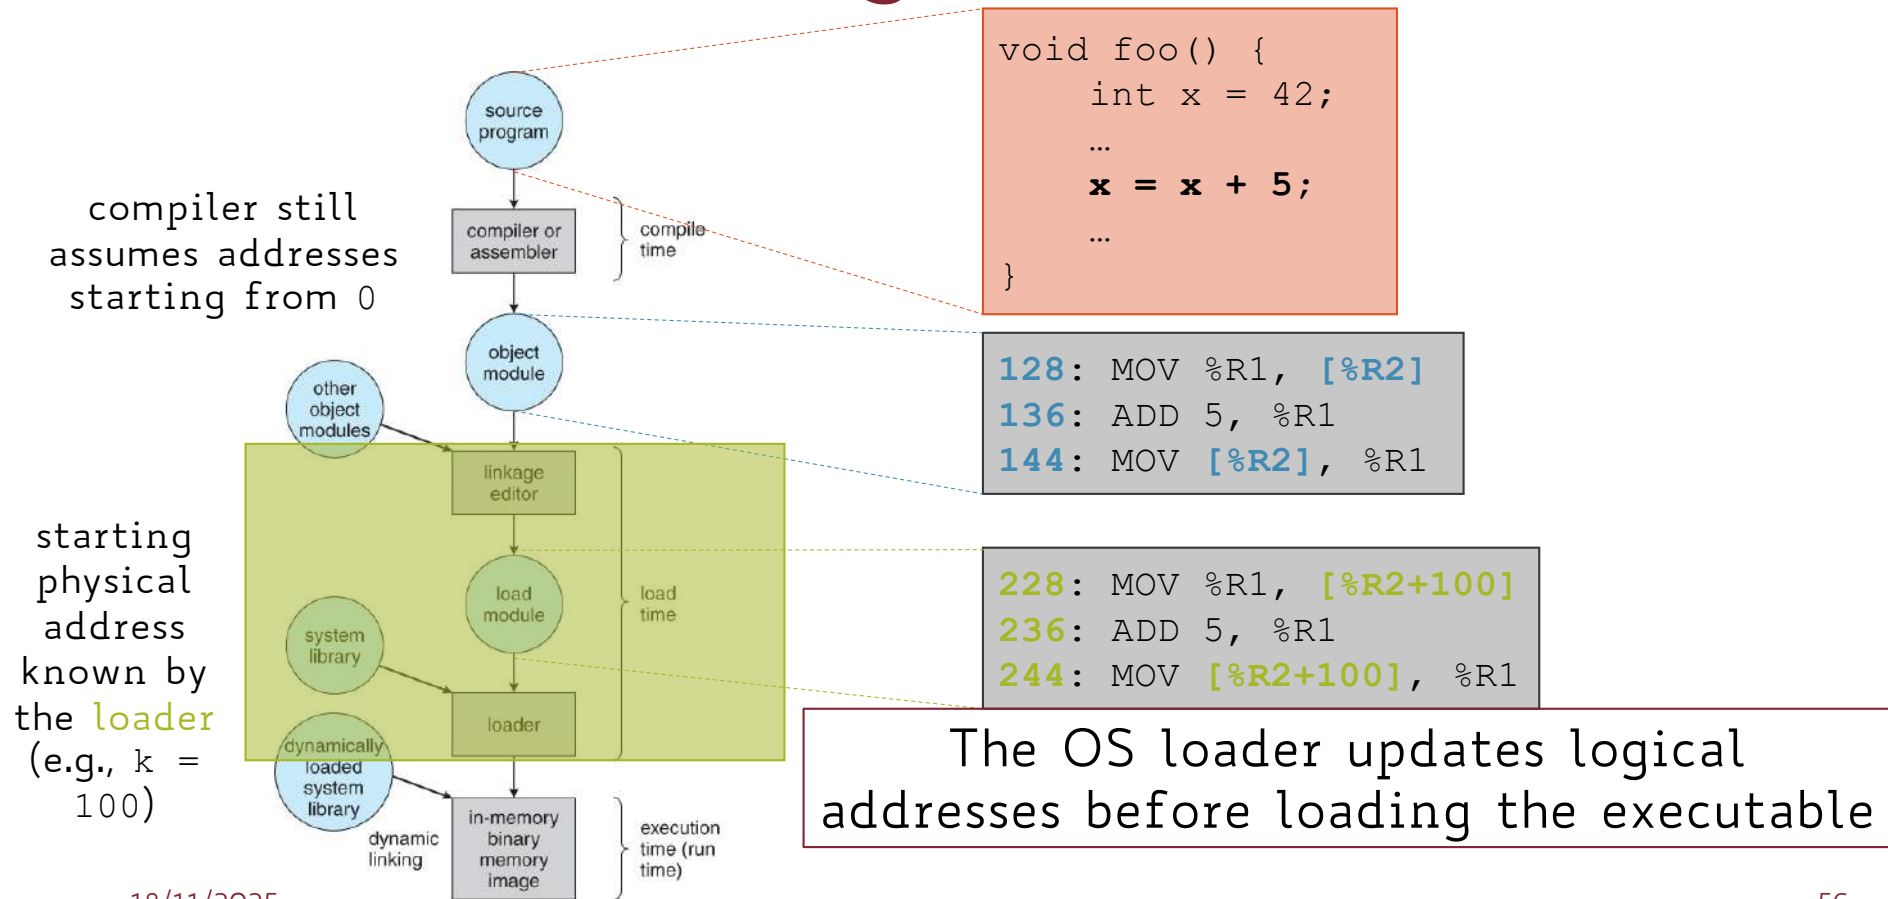 void foo() {
int x = 42;
…
x = x + 5;
…
}
source
program
compiler still
assumes addresses
starting from 0
compiler or
assembler
compile
time
object
module
128: MOV %R1, [%R2]
136: ADD 5, %R1
144: MOV [%R2], %R1
other
object
modules
linkage
editor
starting
physical
address
known by
the loader
(e.g., k =
100)
load
module
load
time
228: MOV %R1, [%R2+100]
236: ADD 5, %R1
244: MOV [%R2+100], %R1
system
library
loader
The OS loader updates logical
addresses before loading the executable
dynamically
loaded
system
library
dynamic
linking
in-memory
binary
memory
image
execution
time (run
time)
18/11/2025
56